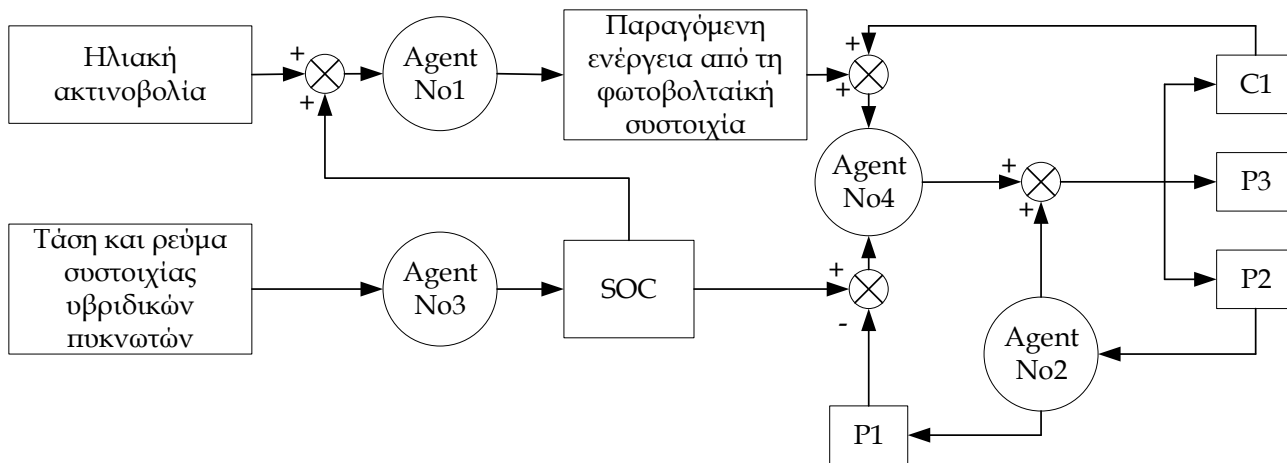 Ηλιακή
ακτινοβολία
+
+
Agent
No1
Παραγόμενη
ενέργεια από τη
φωτοβολταίκή
συστοιχία
+
+
C1
Agent
No4
+
+
P3
Τάση και ρεύμα
συστοιχίας
υβριδικών
πυκνωτών
Agent
No3
SOC
+
-
P2
Agent
No2
P1